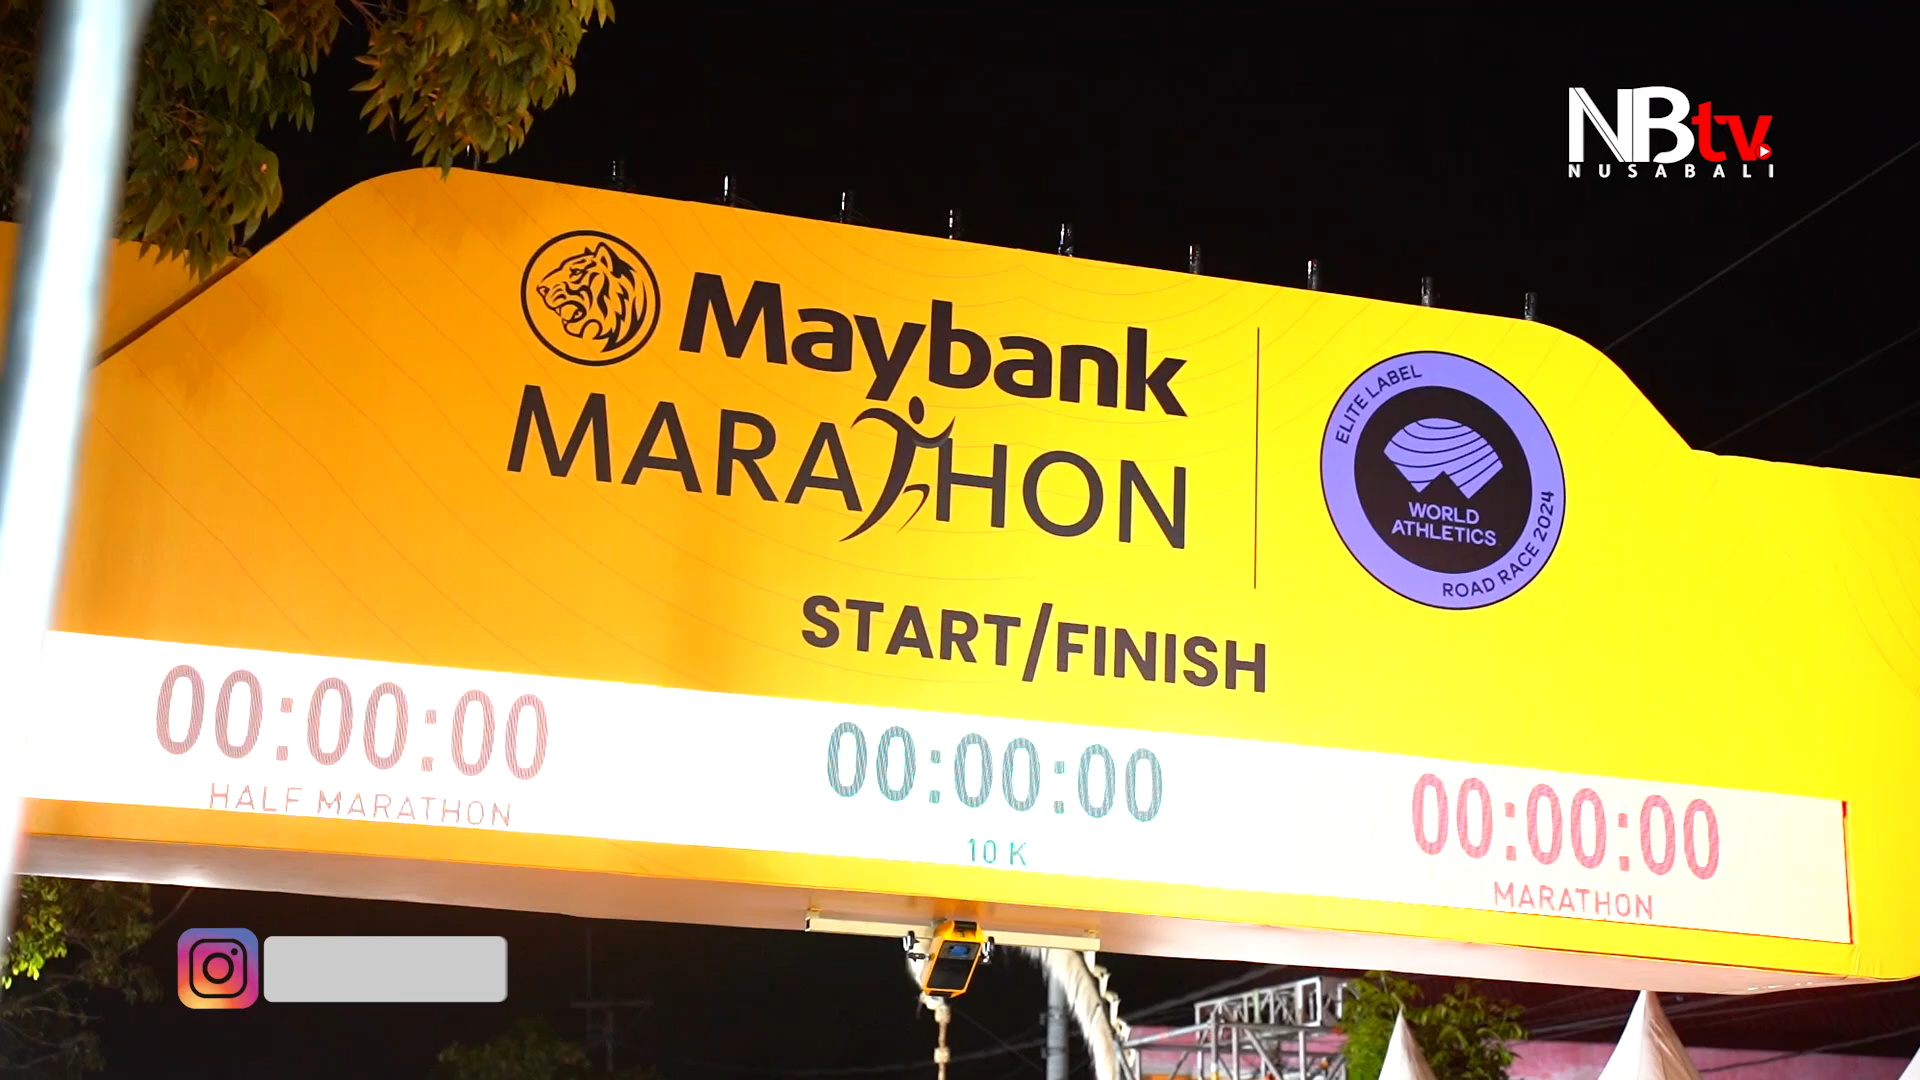 NBtv
NUSABALI
Maybank
MARATHON
ELITE LABEL
WORLD
ATHLETICS
ROAD RACE 2024
START/FINISH
00:00:00
HALF MARATHON
00:00:00
10 K
00:00:00
MARATHON